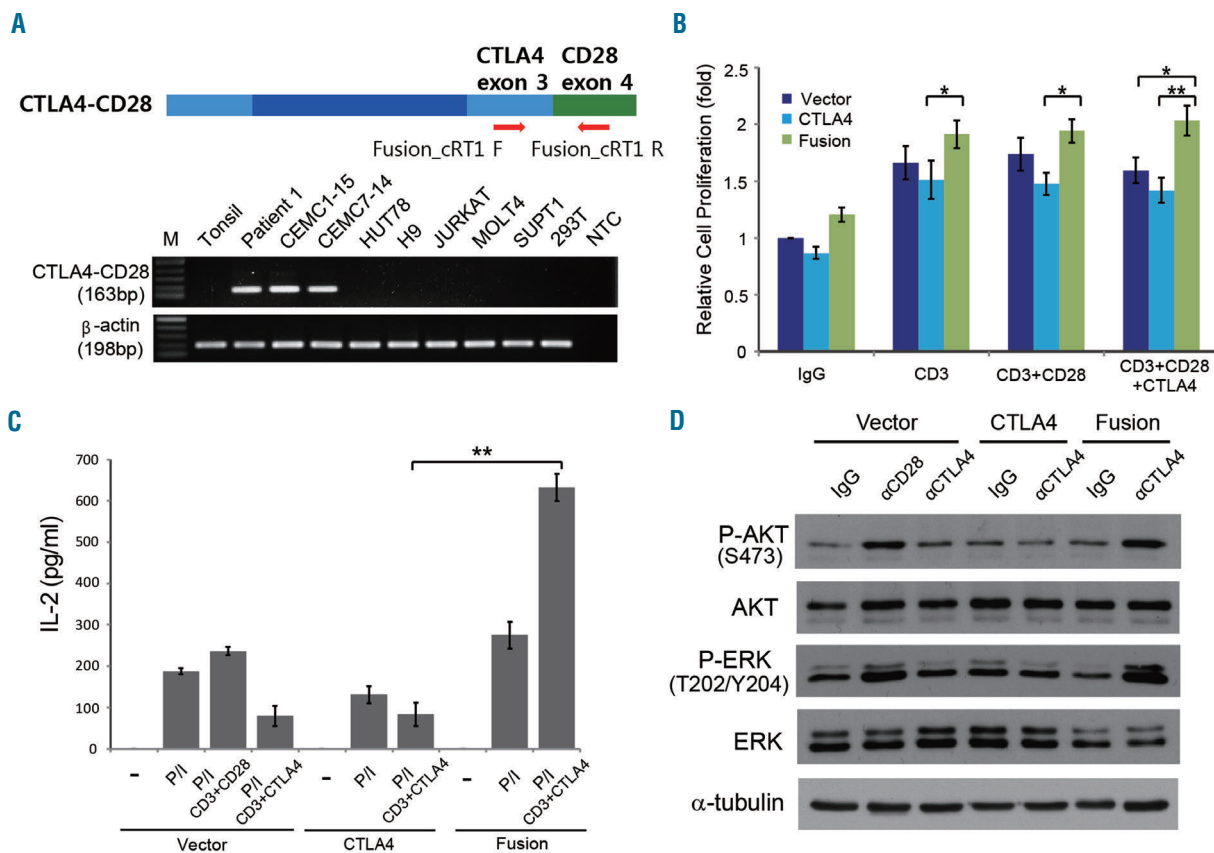 A
CTLA4
exon 3
CD28
exon 4
CTLA4-CD28
Fusion_cRT1 F
Fusion_cRT1 R
M
Tonsil
Patient 1
CEMC1-15
CEMC7-14
HUT78
H9
JURKAT
MOLT4
SUPT1
293T
NTC
CTLA4-CD28
(163bp)
β-actin
(198bp)
B
Relative Cell Proliferation (fold)
2.5
2
1.5
1
0.5
0
Vector
CTLA4
Fusion
*
*
*
**
IgG
CD3
CD3+CD28
CD3+CD28
+CTLA4
C
IL-2 (pg/ml)
700
600
500
400
300
200
100
0
**
-
P/I
P/I
CD3+CD28
P/I
CD3+CTLA4
-
P/I
P/I
CD3+CTLA4
-
P/I
P/I
CD3+CTLA4
Vector
CTLA4
Fusion
D
Vector
CTLA4
Fusion
IgG
αCD28
αCTLA4
IgG
αCTLA4
IgG
αCTLA4
P-AKT
(S473)
AKT
P-ERK
(T202/Y204)
ERK
α-tubulin